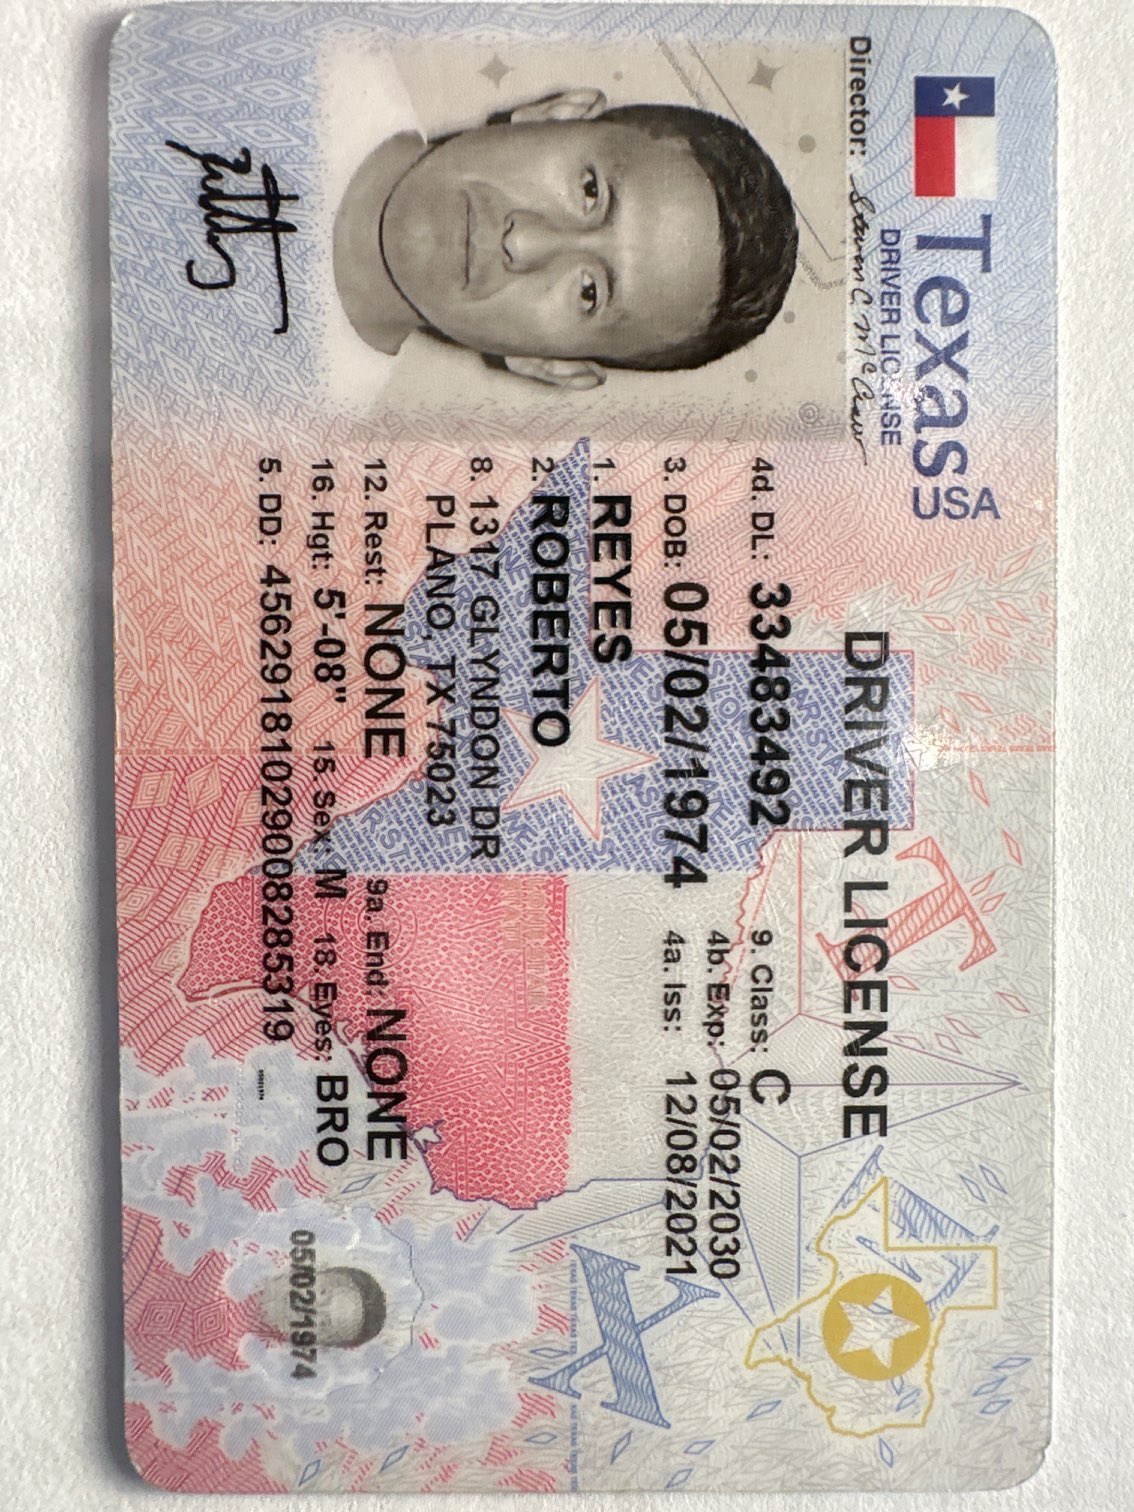 Texas USA
DRIVER LICENSE
Director: Steven C. McCraw
DRIVER LICENSE
4d. DL: 33483492 9. Class: C
4b. Exp: 05/02/2030
3. DOB: 05/02/1974 4a. Iss: 12/08/2021
1. REYES
2. ROBERTO
8. 1317 GLYNDON DR
PLANO, TX 75023
12. Rest: NONE 9a. End: NONE
16. Hgt: 5'-08" 15. Sex: M 18. Eyes: BRO
5. DD: 45629181029008285319
05/02/1974
T
X